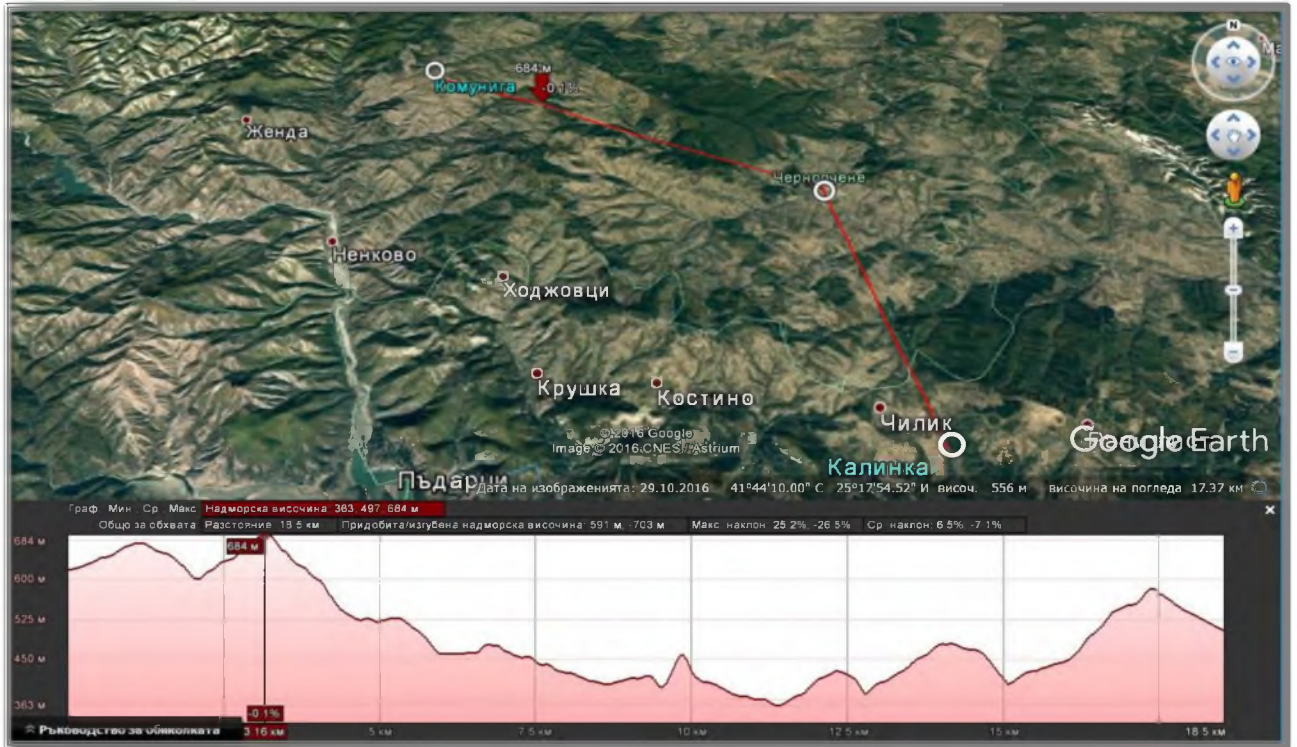 N
684 м
Комунига
-0.1%
Женда
Черноочене
Ненково
Ходжовци
Крушка
Костино
Чилик
© 2016 Google
Image © 2016 CNES / Astrium
Google Earth
Калинка
Пъдарци
Дата на изображенията: 29.10.2016 41°44'10.00" С 25°17'54.52" И височ. 556 м височина на погледа 17.37 км
Граф Мин Ср. Макс Надморска височина: 363, 497, 684 м
Общо за обхвата Разстояние: 18.5 км Придобита/изгубена надморска височина: 591 м, -703 м Макс. наклон: 25.2%, -26.5% Ср. наклон: 6.5%, -7.1%
684 м
684 м
600 м
525 м
450 м
363 м
-0.1%
Ръководство за обиколката 3.16 км 5 км 7.5 км 10 км 12.5 км 15 км 18.5 км